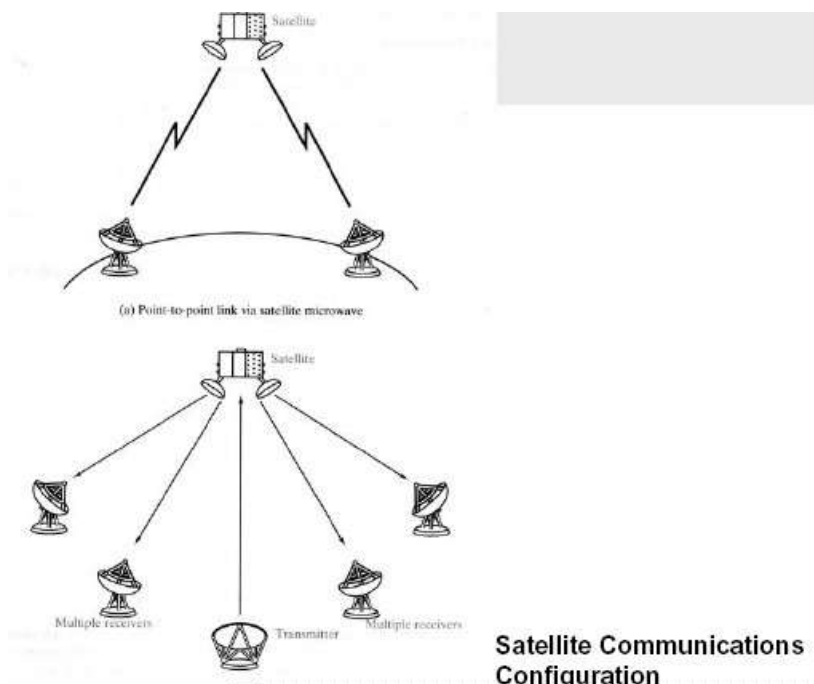 Satellite
(a) Point-to-point link via satellite microwave
Satellite
Multiple receivers
Transmitter
Multiple receivers
Satellite Communications
Configuration